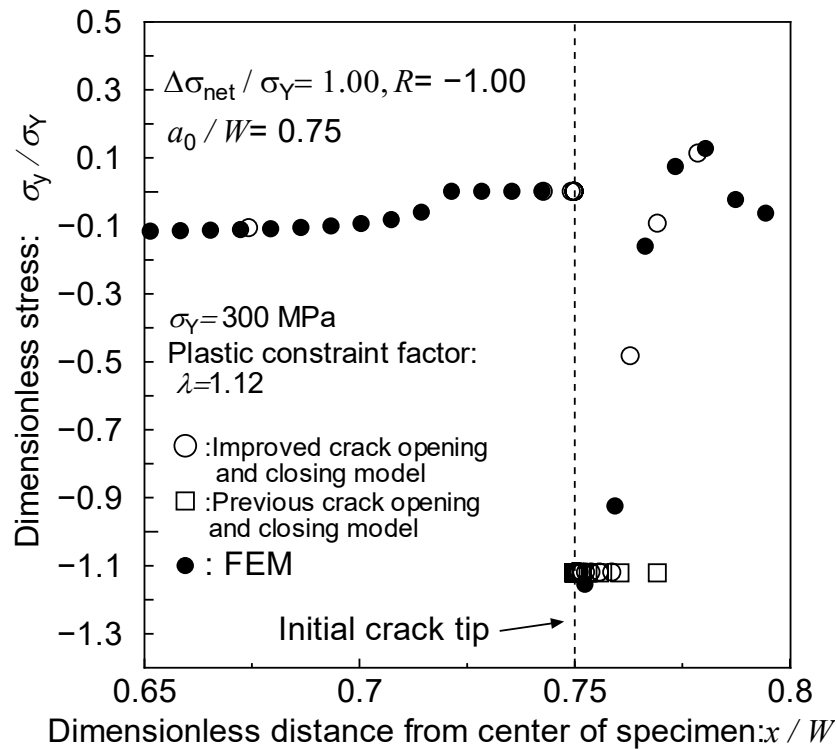 0.5
0.3
0.1
−0.1
−0.3
−0.5
−0.7
−0.9
−1.1
−1.3
Dimensionless stress: σy / σY
Δσnet / σY= 1.00, R= −1.00
a0 / W= 0.75
σY=300 MPa
Plastic constraint factor:
λ=1.12
:Improved crack opening
and closing model
:Previous crack opening
and closing model
: FEM
Initial crack tip
0.65 0.7 0.75 0.8
Dimensionless distance from center of specimen:x / W